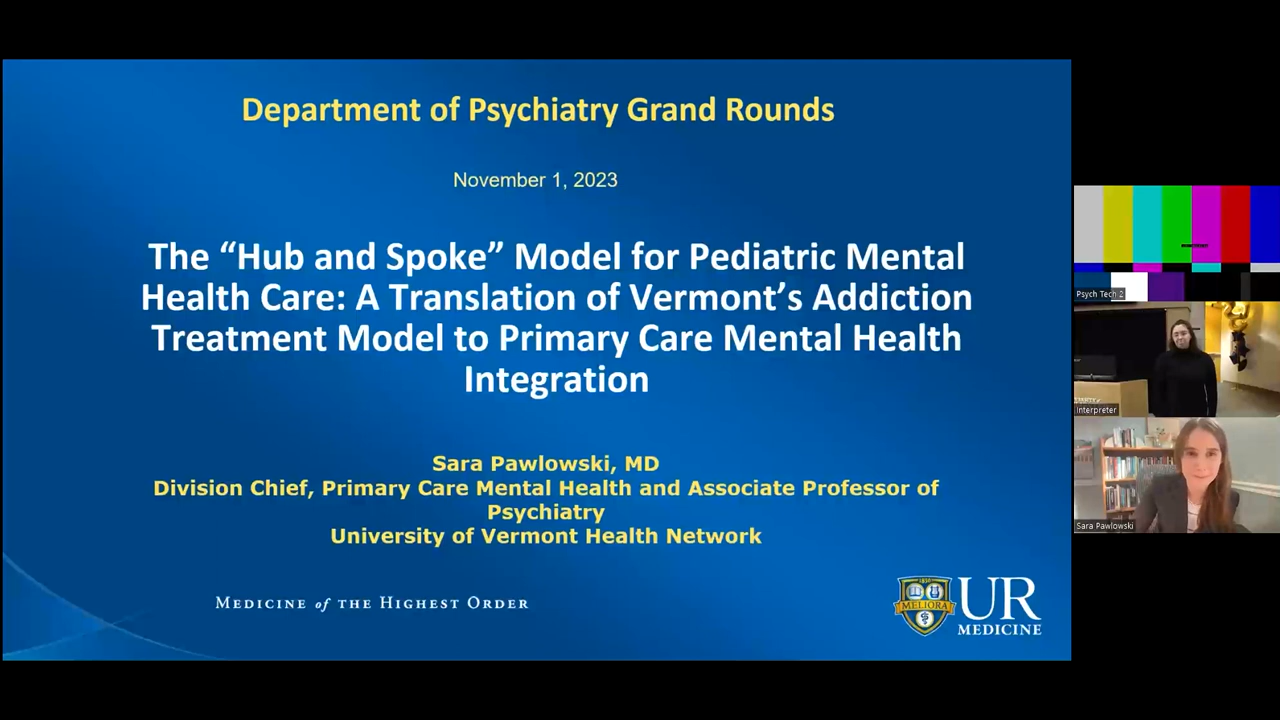 Department of Psychiatry Grand Rounds
November 1, 2023
The “Hub and Spoke” Model for Pediatric Mental
Health Care: A Translation of Vermont’s Addiction
Treatment Model to Primary Care Mental Health
Integration
Sara Pawlowski, MD
Division Chief, Primary Care Mental Health and Associate Professor of
Psychiatry
University of Vermont Health Network
MEDICINE of THE HIGHEST ORDER
MELIORA
UR
MEDICINE
Psych Tech 2
Interpreter
Sara Pawlowski